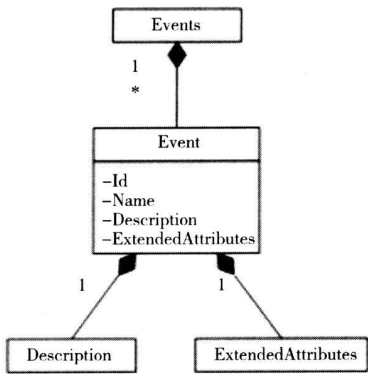 Events
1
*
Event
-Id
-Name
-Description
-ExtendedAttributes
1
1
Description
ExtendedAttributes